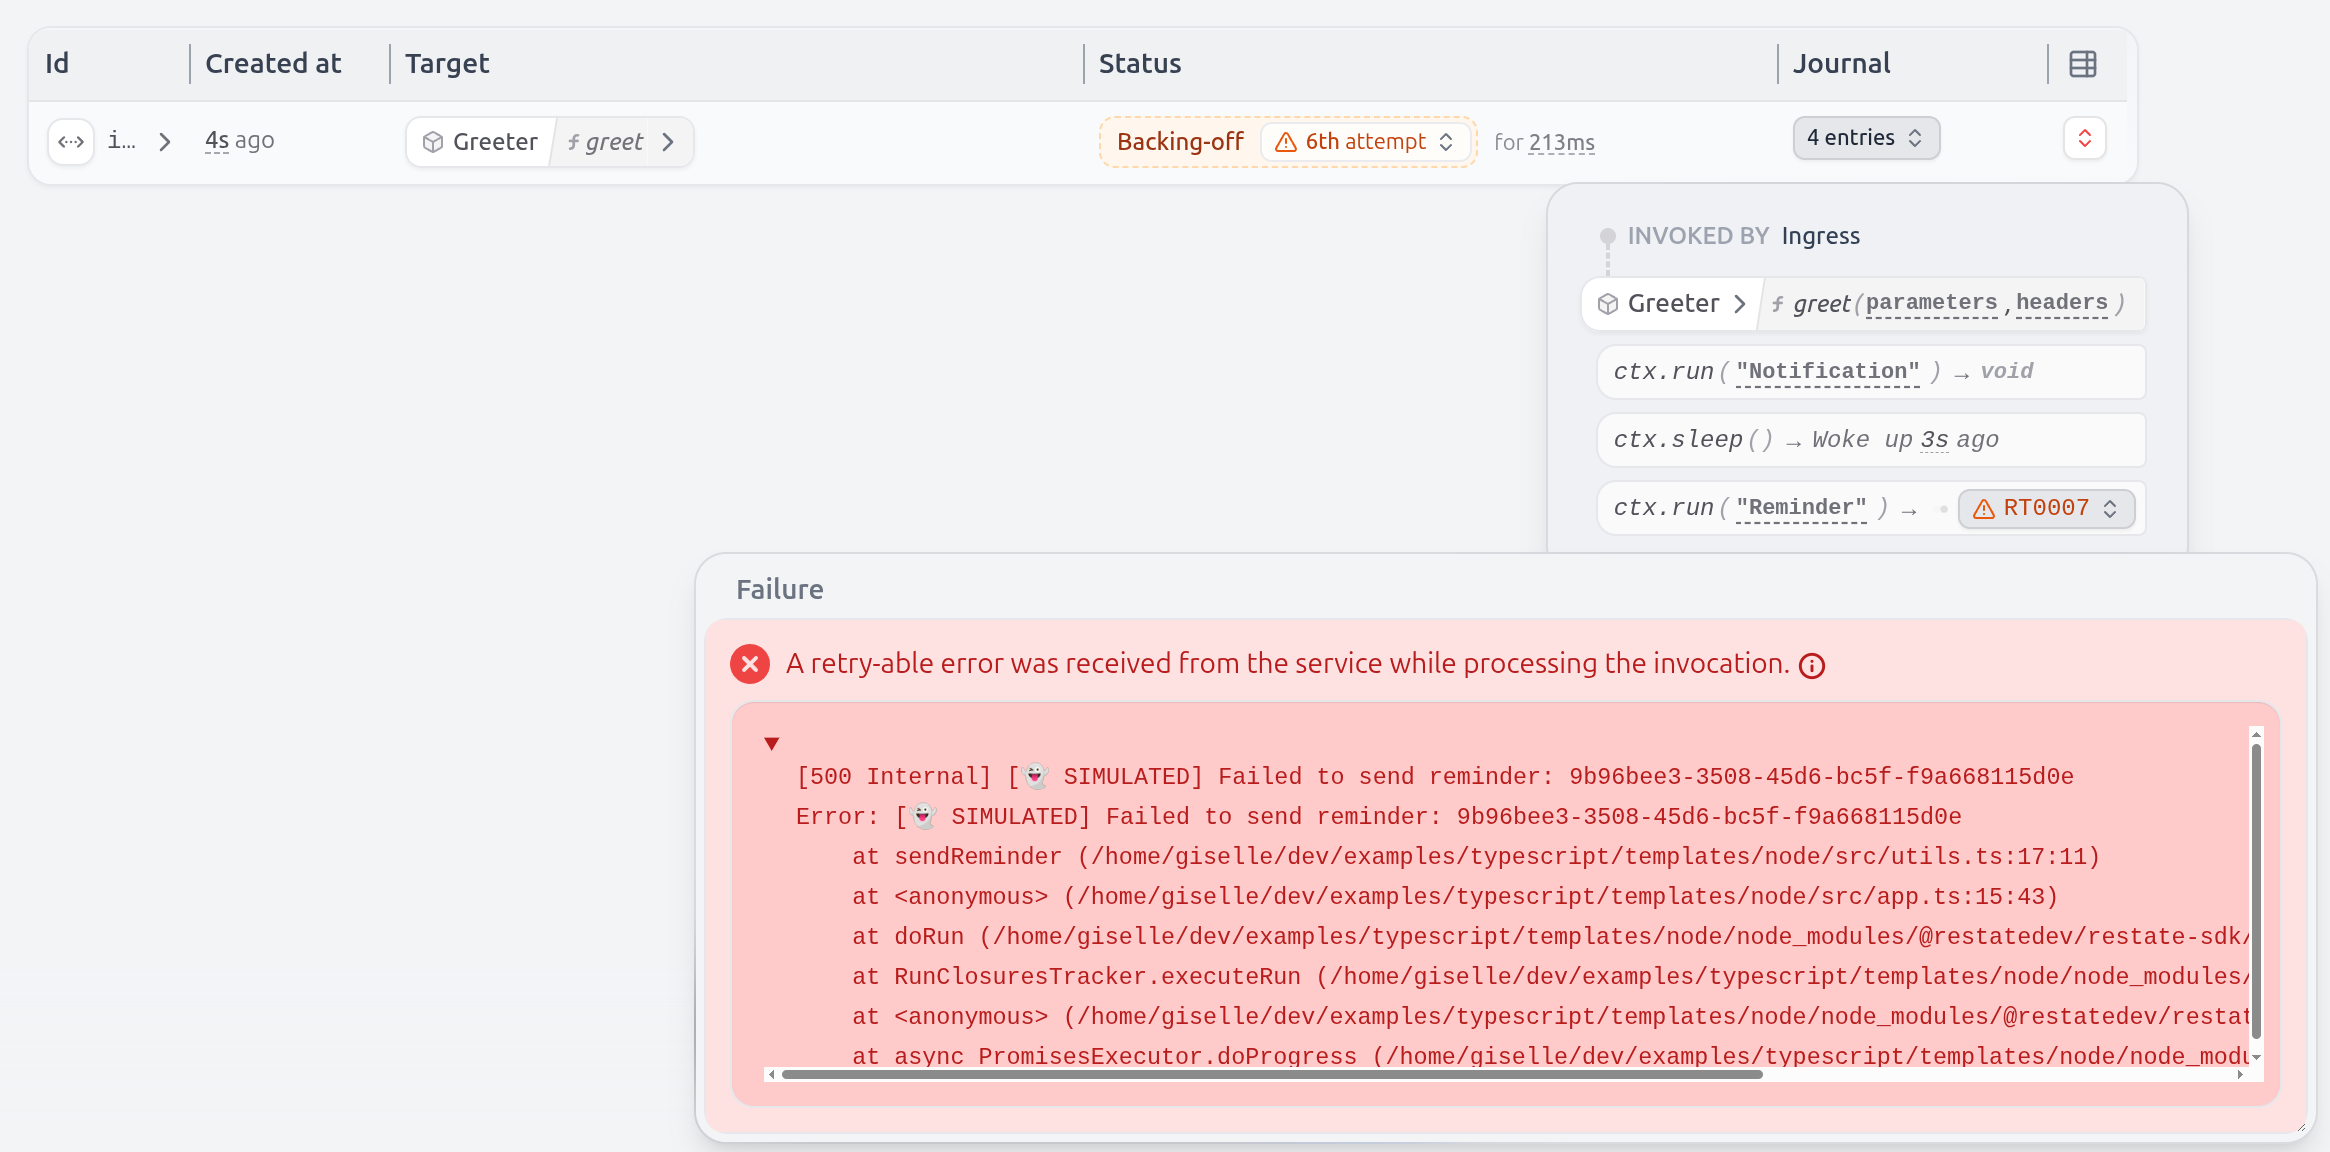 Id Created at Target Status Journal
i... 4s ago Greeter ƒ greet Backing-off 6th attempt for 213ms 4 entries
INVOKED BY Ingress
Greeter ƒ greet(parameters,headers)
ctx.run("Notification") → void
ctx.sleep() → Woke up 3s ago
ctx.run("Reminder") → RT0007
Failure
A retry-able error was received from the service while processing the invocation.
[500 Internal] [👻 SIMULATED] Failed to send reminder: 9b96bee3-3508-45d6-bc5f-f9a668115d0e
Error: [👻 SIMULATED] Failed to send reminder: 9b96bee3-3508-45d6-bc5f-f9a668115d0e
at sendReminder (/home/giselle/dev/examples/typescript/templates/node/src/utils.ts:17:11)
at <anonymous> (/home/giselle/dev/examples/typescript/templates/node/src/app.ts:15:43)
at doRun (/home/giselle/dev/examples/typescript/templates/node/node_modules/@restatedev/restate-sdk/
at RunClosuresTracker.executeRun (/home/giselle/dev/examples/typescript/templates/node/node_modules/
at <anonymous> (/home/giselle/dev/examples/typescript/templates/node/node_modules/@restatedev/restat
at async PromisesExecutor.doProgress (/home/giselle/dev/examples/typescript/templates/node/node_modu